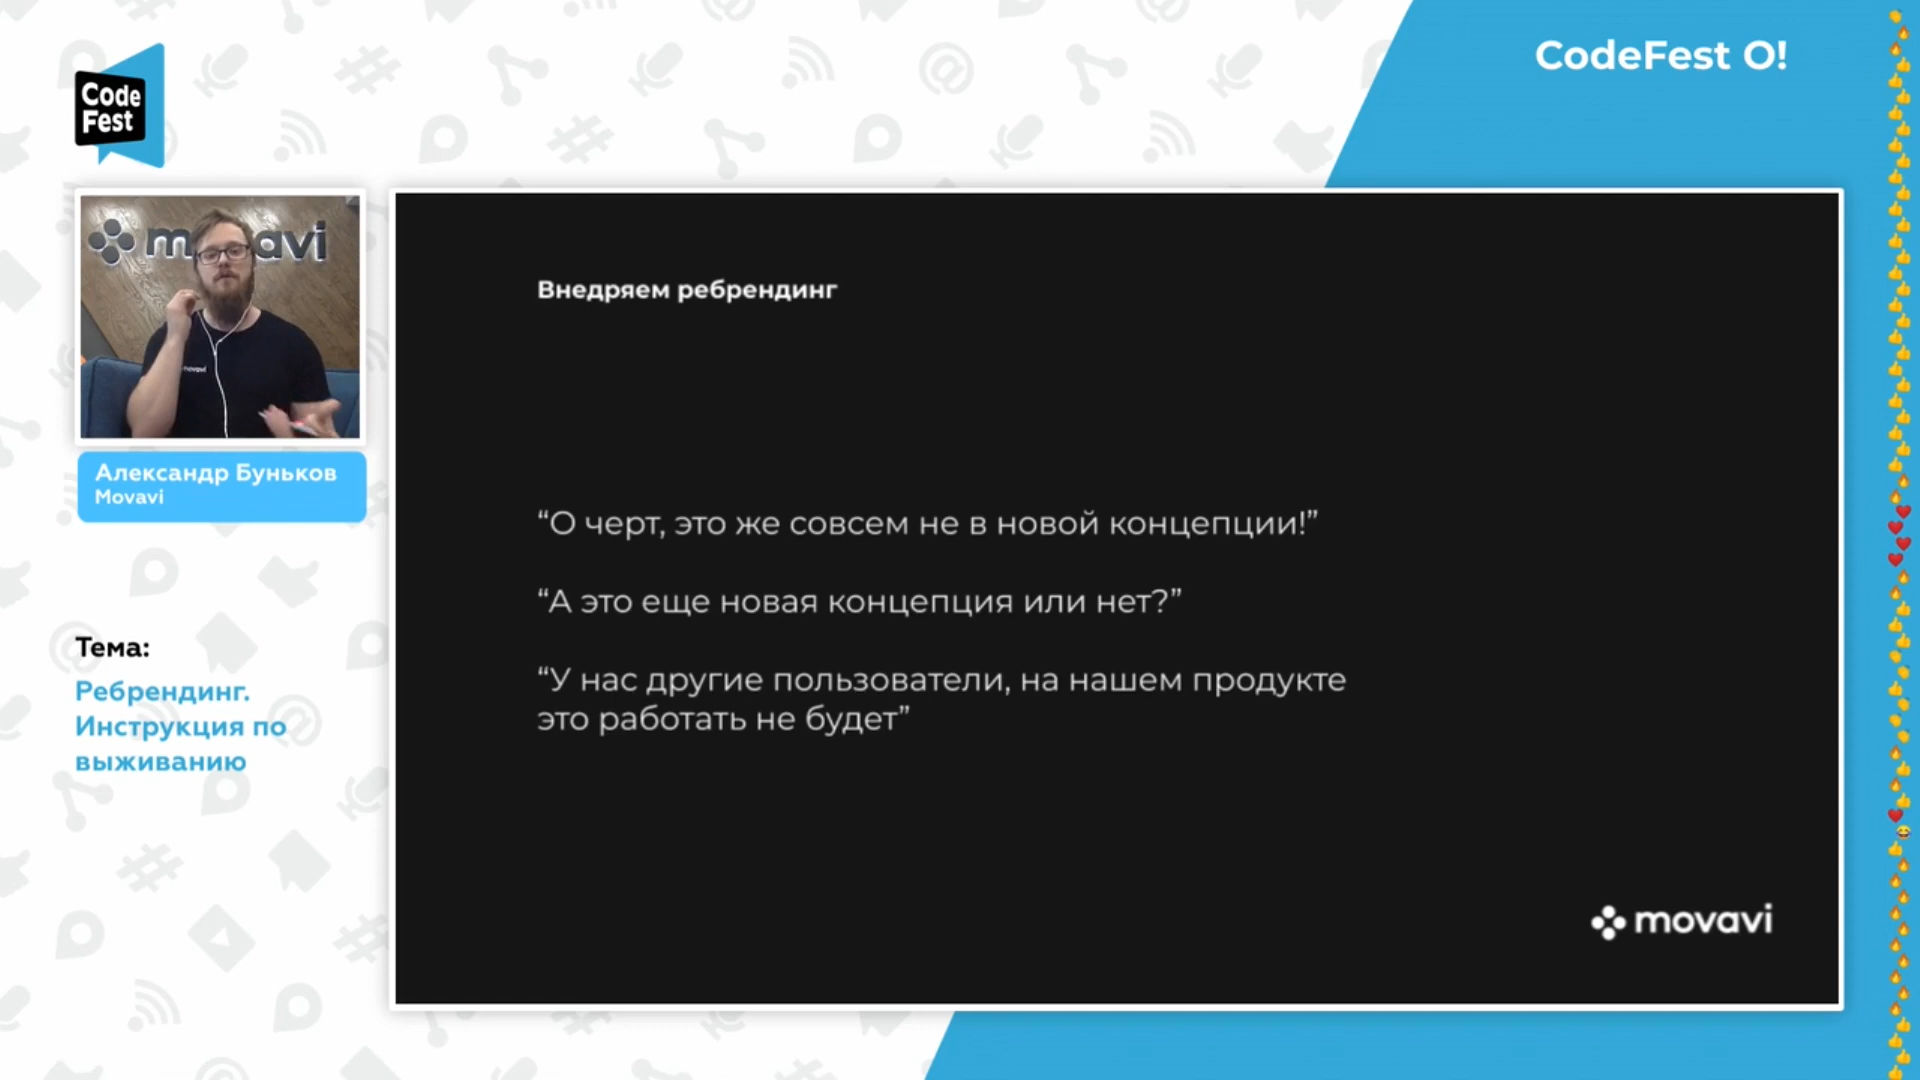 Code
Fest
CodeFest О!
movavi
Александр Буньков
Movavi
Тема:
Ребрендинг.
Инструкция по
выживанию
Внедряем ребрендинг
“О черт, это же совсем не в новой концепции!”
“А это еще новая концепция или нет?”
“У нас другие пользователи, на нашем продукте
это работать не будет”
movavi